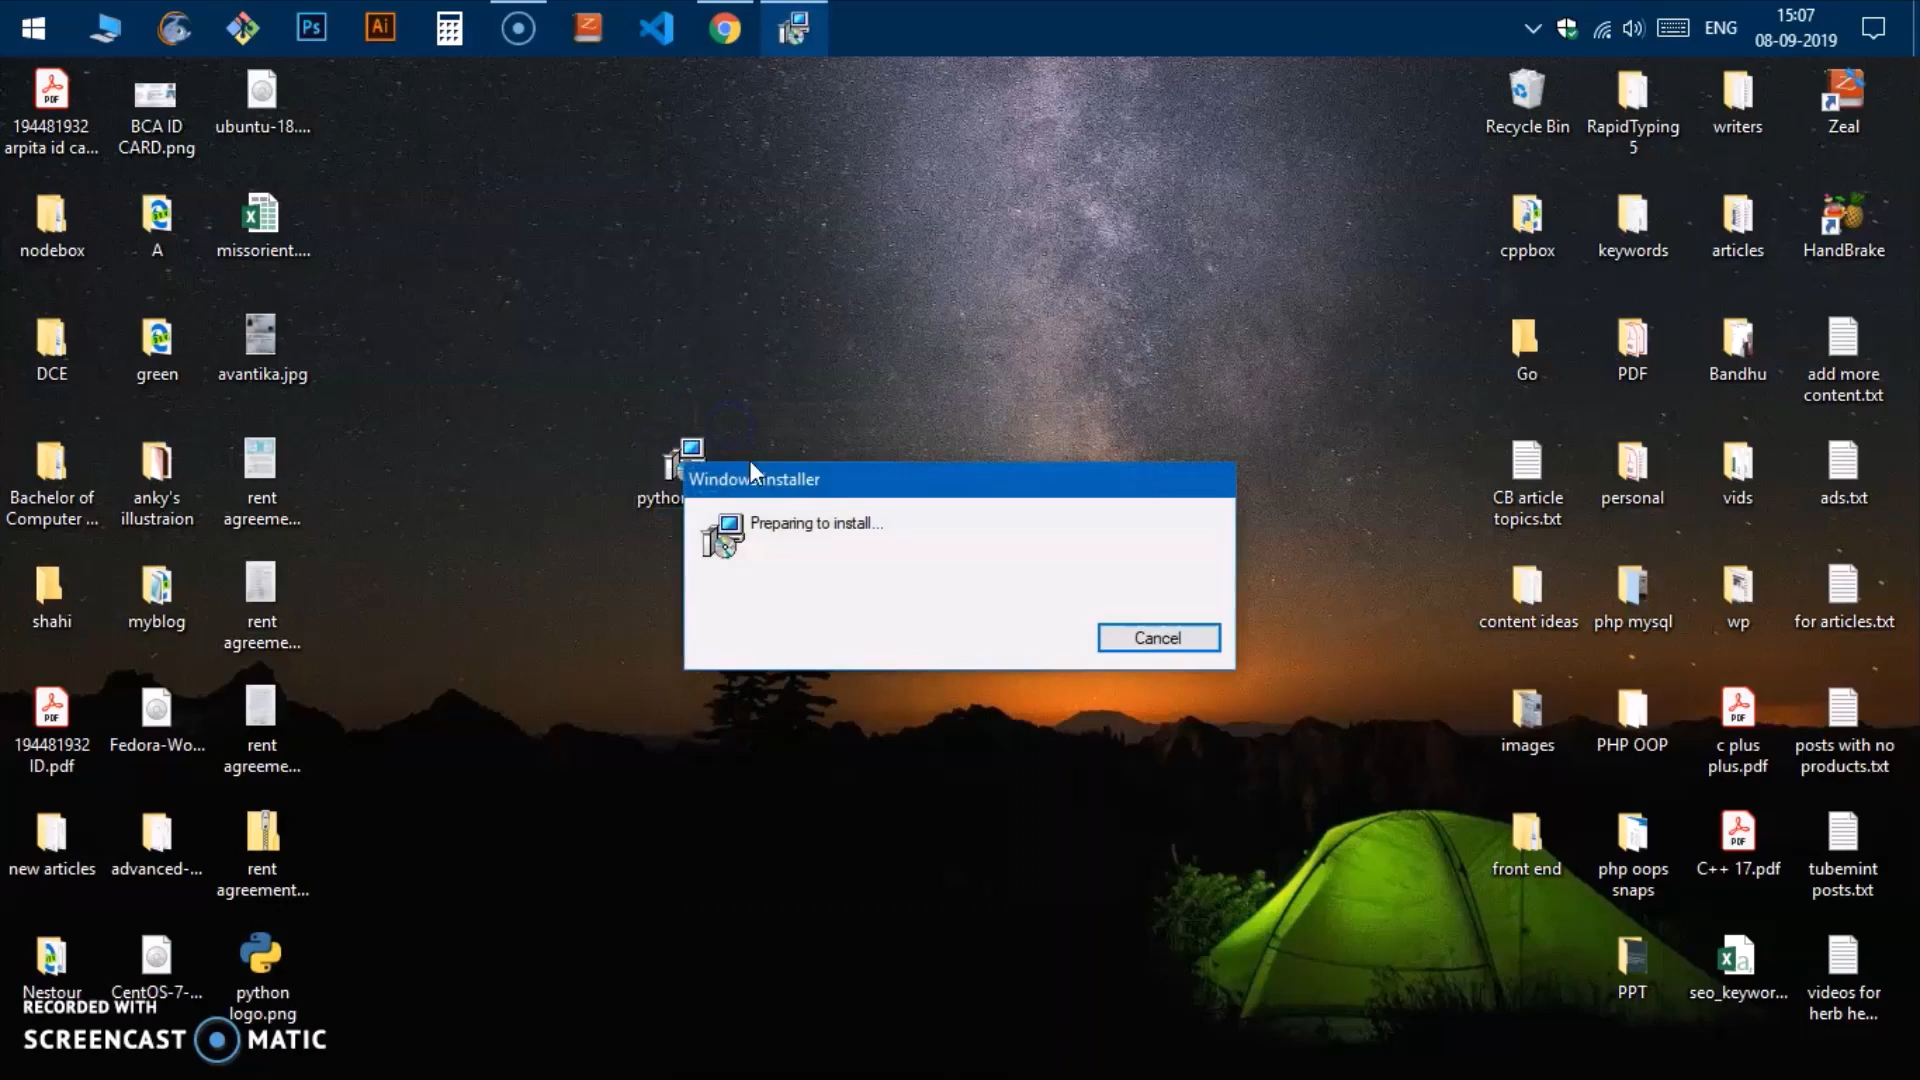 Ps
Ai
Z
ENG
15:07
08-09-2019
PDF
194481932
arpita id ca...
BCA ID
CARD.png
ubuntu-18....
Recycle Bin
RapidTyping
5
writers
Zeal
nodebox
A
missorient....
cppbox
keywords
articles
HandBrake
DCE
green
avantika.jpg
Go
PDF
Bandhu
add more
content.txt
Bachelor of
Computer ...
anky's
illustraion
rent
agreeme...
Windows Installer
Preparing to install...
Cancel
CB article
topics.txt
personal
vids
ads.txt
shahi
myblog
rent
agreeme...
content ideas
php mysql
wp
for articles.txt
PDF
194481932
ID.pdf
Fedora-Wo...
rent
agreeme...
images
PHP OOP
PDF
c plus
plus.pdf
posts with no
products.txt
new articles
advanced-...
rent
agreement...
front end
php oops
snaps
PDF
C++ 17.pdf
tubemint
posts.txt
Nestour
CentOS-7-...
python
logo.png
PPT
seo_keywor...
videos for
herb he...
RECORDED WITH
SCREENCAST MATIC